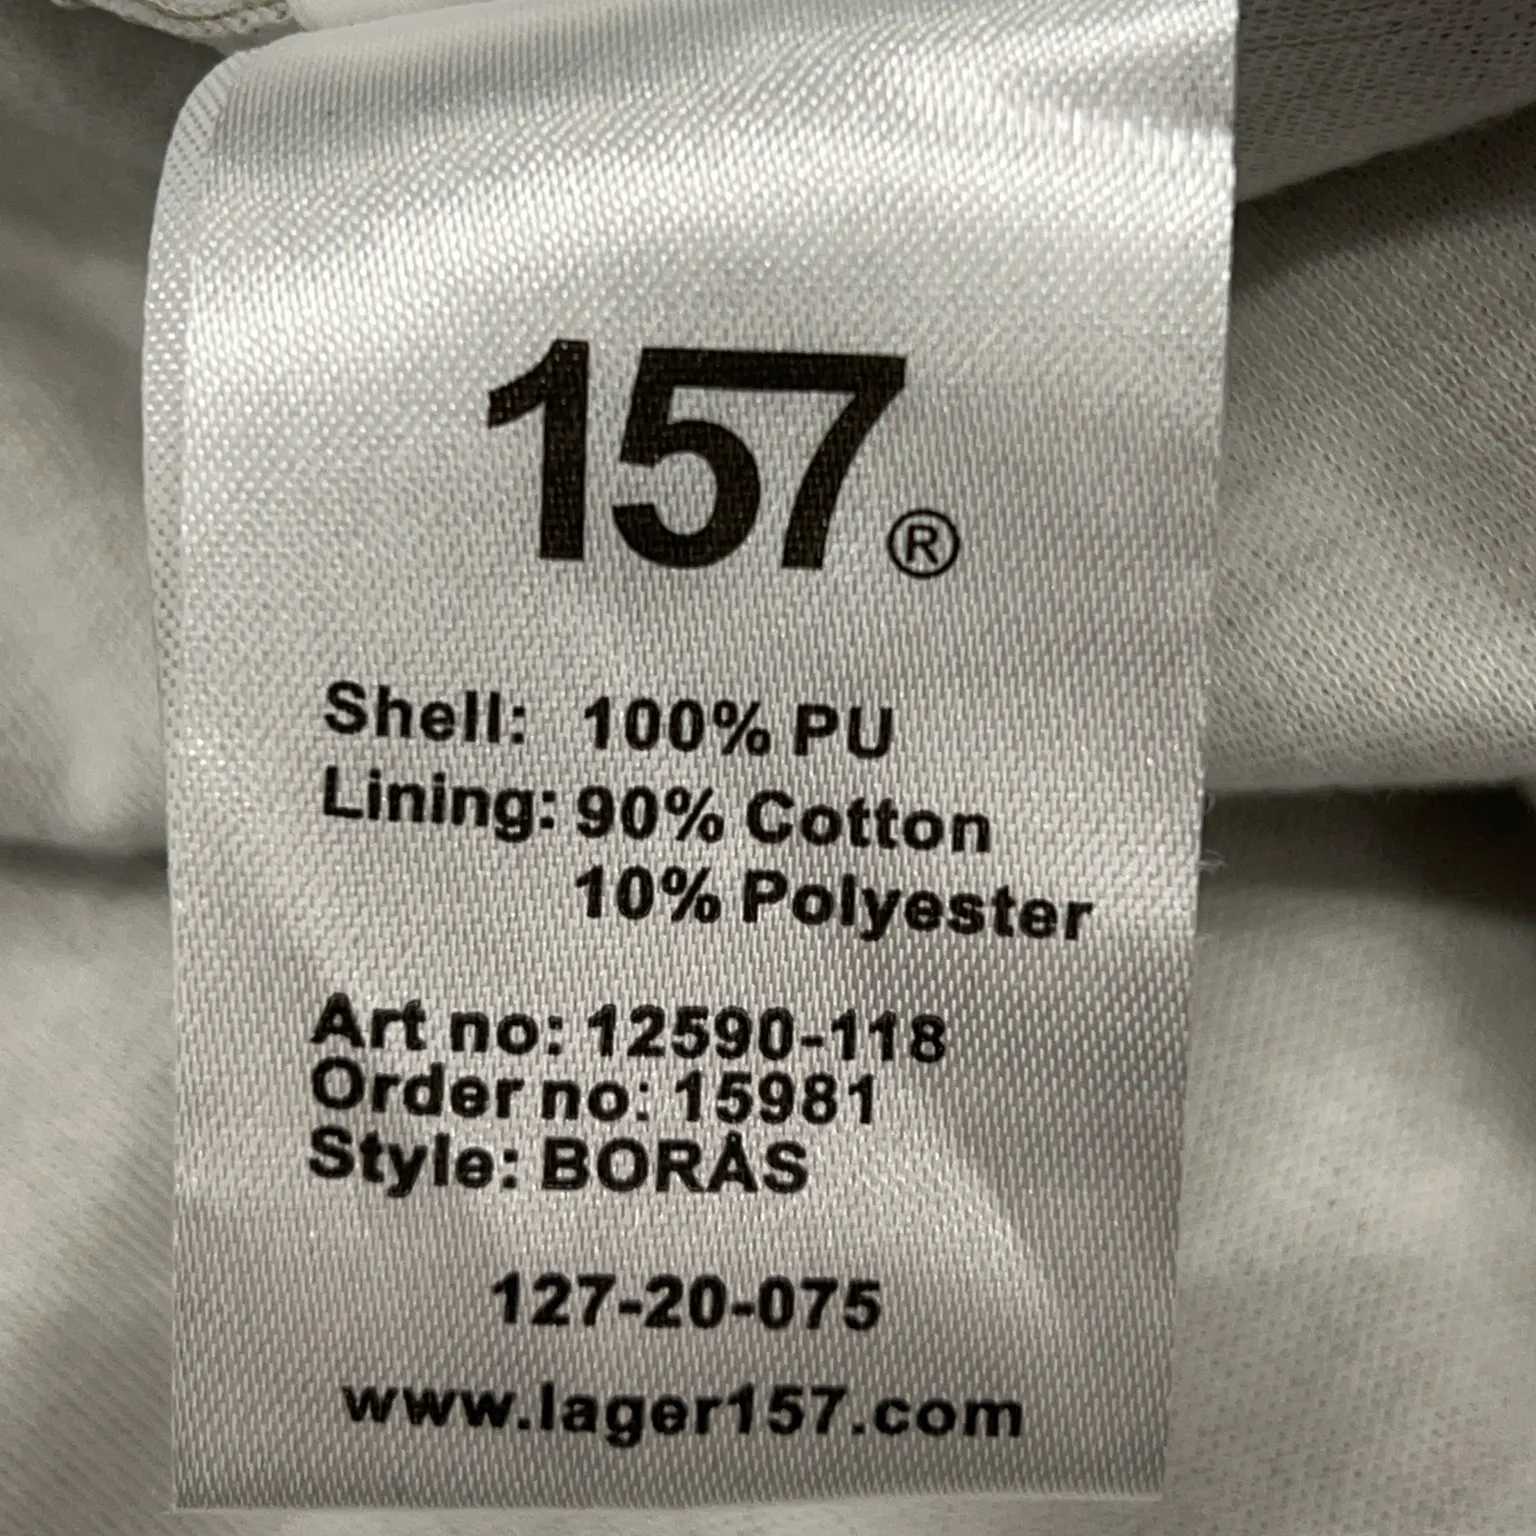 157®
Shell: 100% PU
Lining: 90% Cotton
10% Polyester
Art no: 12590-118
Order no: 15981
Style: BORÅS
127-20-075
www.lager157.com